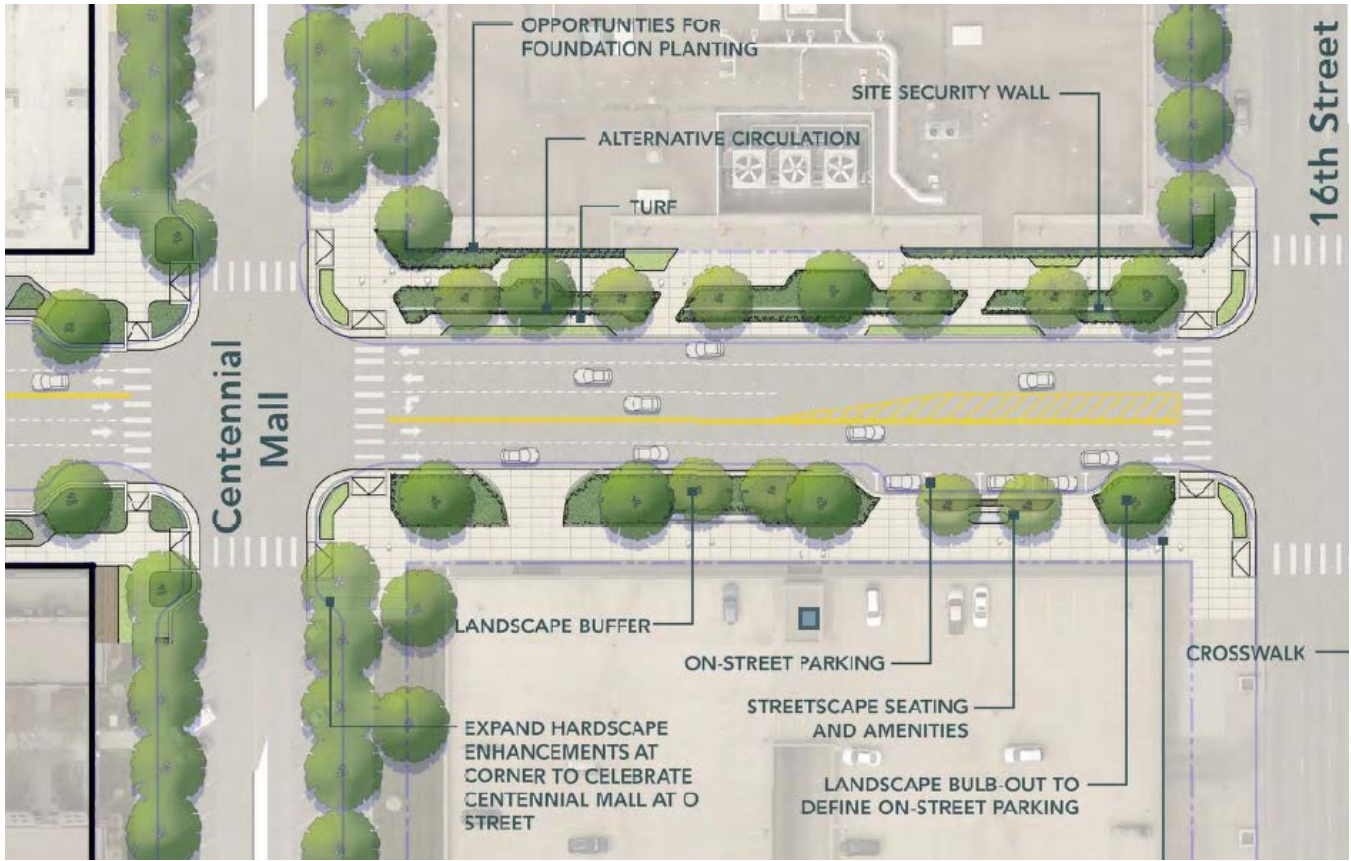 OPPORTUNITIES FOR
FOUNDATION PLANTING
SITE SECURITY WALL
ALTERNATIVE CIRCULATION
TURF
16th Street
Centennial
Mall
LANDSCAPE BUFFER
ON-STREET PARKING
CROSSWALK
STREETSCAPE SEATING
AND AMENITIES
EXPAND HARDSCAPE
ENHANCEMENTS AT
CORNER TO CELEBRATE
CENTENNIAL MALL AT O
STREET
LANDSCAPE BULB-OUT TO
DEFINE ON-STREET PARKING